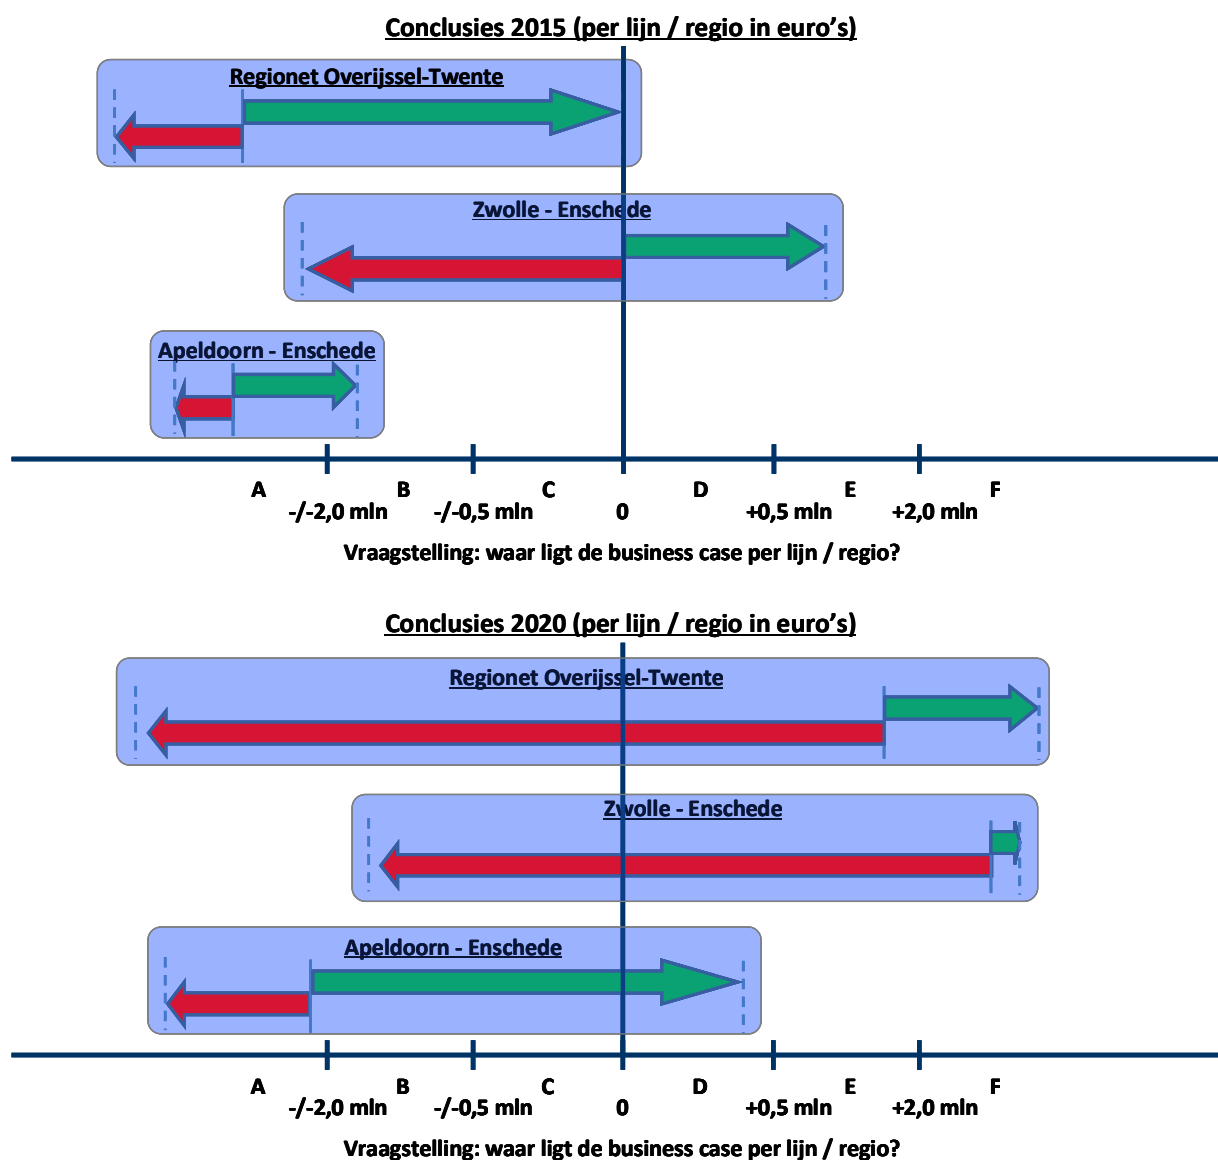 Conclusies 2015 (per lijn / regio in euro’s)
Regionet Overijssel-Twente
Zwolle - Enschede
Apeldoorn - Enschede
A B C D E F
-/-2,0 mln -/-0,5 mln 0 +0,5 mln +2,0 mln
Vraagstelling: waar ligt de business case per lijn / regio?
Conclusies 2020 (per lijn / regio in euro’s)
Regionet Overijssel-Twente
Zwolle - Enschede
Apeldoorn - Enschede
A B C D E F
-/-2,0 mln -/-0,5 mln 0 +0,5 mln +2,0 mln
Vraagstelling: waar ligt de business case per lijn / regio?